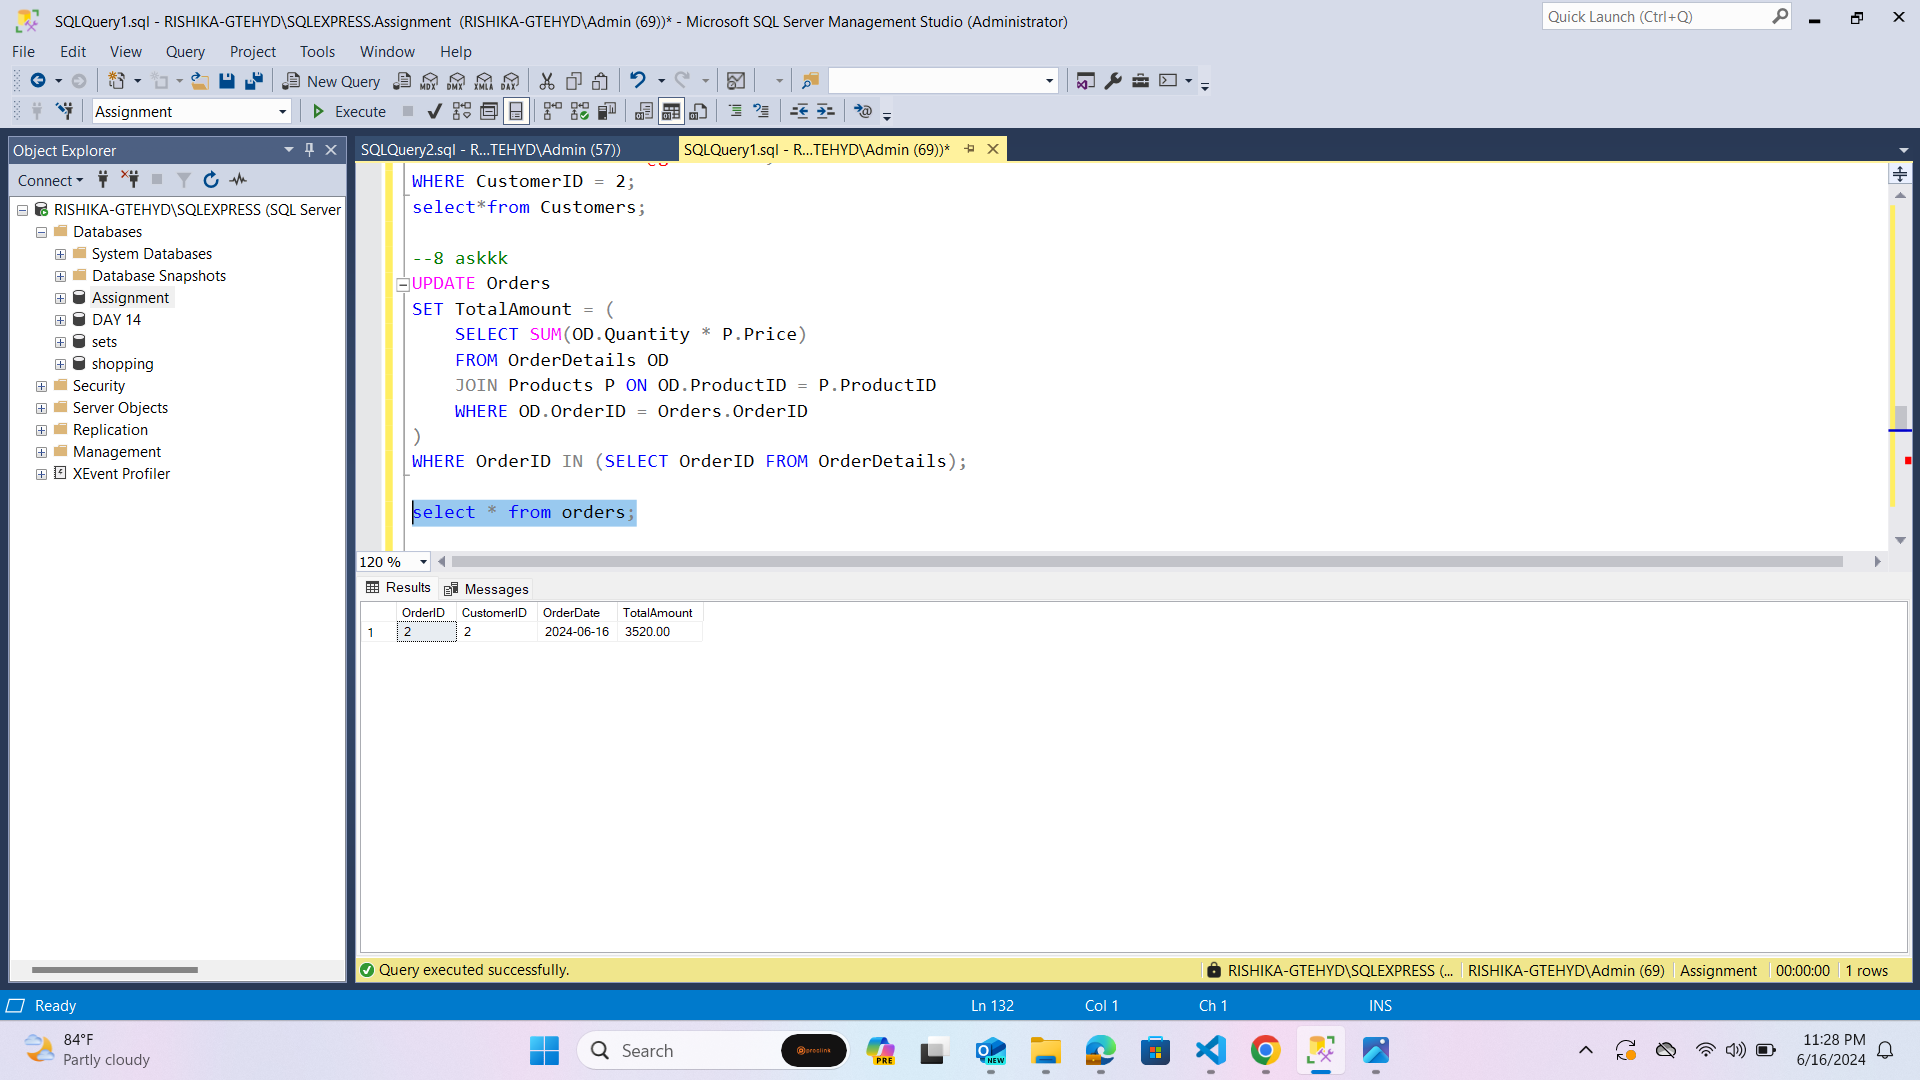 SQLQuery1.sql - RISHIKA-GTEHYD\SQLEXPRESS.Assignment (RISHIKA-GTEHYD\Admin (69))* - Microsoft SQL Server Management Studio (Administrator)
Quick Launch (Ctrl+Q)
File Edit View Query Project Tools Window Help
New Query MDX DMX XMLA DAX
Assignment Execute
Object Explorer
Connect
RISHIKA-GTEHYD\SQLEXPRESS (SQL Server
Databases
System Databases
Database Snapshots
Assignment
DAY 14
sets
shopping
Security
Server Objects
Replication
Management
XEvent Profiler
SQLQuery2.sql - R...TEHYD\Admin (57))
SQLQuery1.sql - R...TEHYD\Admin (69))*
WHERE CustomerID = 2;
select*from Customers;
--8 askkk
UPDATE Orders
SET TotalAmount = (
SELECT SUM(OD.Quantity * P.Price)
FROM OrderDetails OD
JOIN Products P ON OD.ProductID = P.ProductID
WHERE OD.OrderID = Orders.OrderID
)
WHERE OrderID IN (SELECT OrderID FROM OrderDetails);
select * from orders;
120 %
Results Messages
OrderID CustomerID OrderDate TotalAmount
1 2 2 2024-06-16 3520.00
Query executed successfully.
RISHIKA-GTEHYD\SQLEXPRESS (... RISHIKA-GTEHYD\Admin (69) Assignment 00:00:00 1 rows
Ready Ln 132 Col 1 Ch 1 INS
84°F
Partly cloudy
Search
proclink
PRE
NEW
11:28 PM
6/16/2024